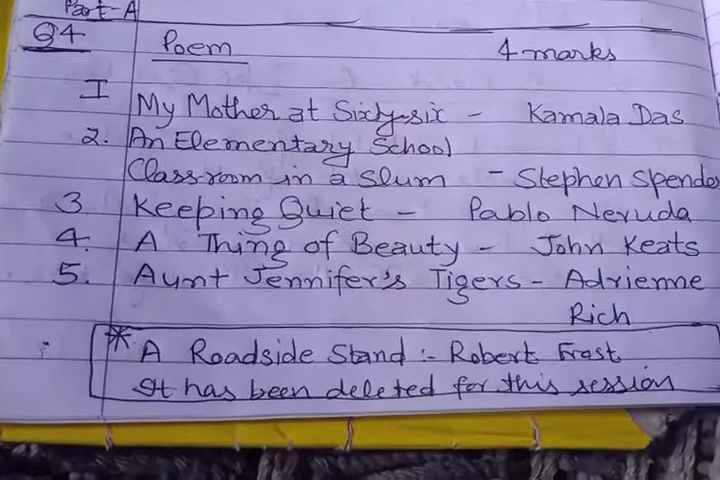 Part-A
Q4 Poem 4 marks
I My Mother at Sixty-six - Kamala Das
2. An Elementary School
Classroom in a slum - Stephen Spender
3 Keeping Quiet - Pablo Neruda
4. A Thing of Beauty - John Keats
5. Aunt Jennifer's Tigers - Adrienne
Rich
* A Roadside Stand :- Robert Frost
It has been deleted for this session